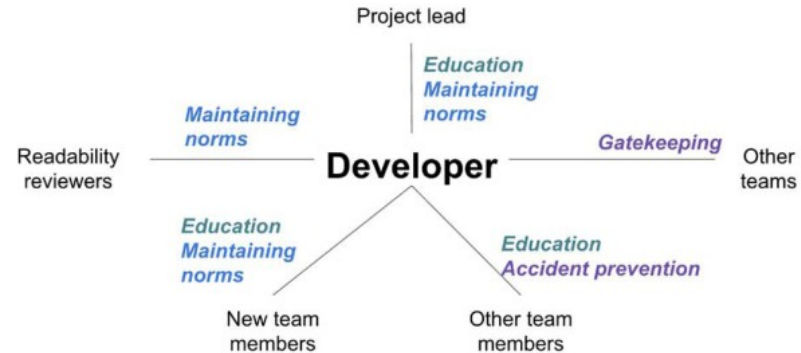 Project lead
Education
Maintaining
norms
Maintaining
norms
Gatekeeping
Readability
reviewers
Developer
Other
teams
Education
Maintaining
norms
Education
Accident prevention
New team
members
Other team
members